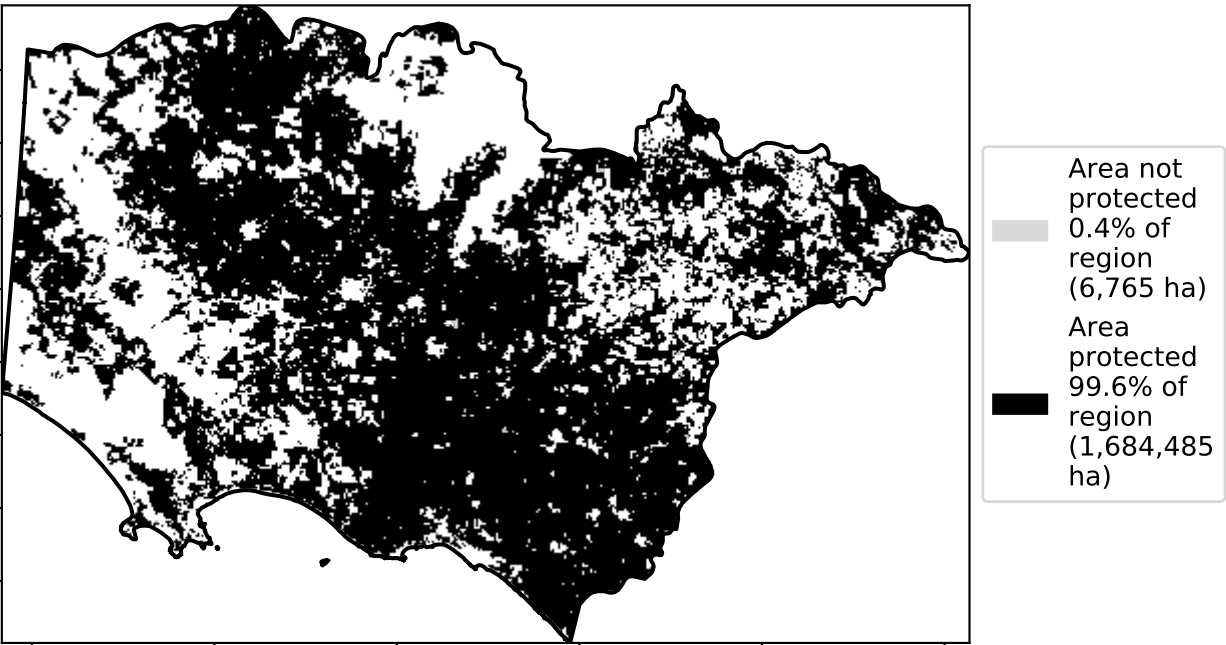 Area not
protected
0.4% of
region
(6,765 ha)
Area
protected
99.6% of
region
(1,684,485
ha)